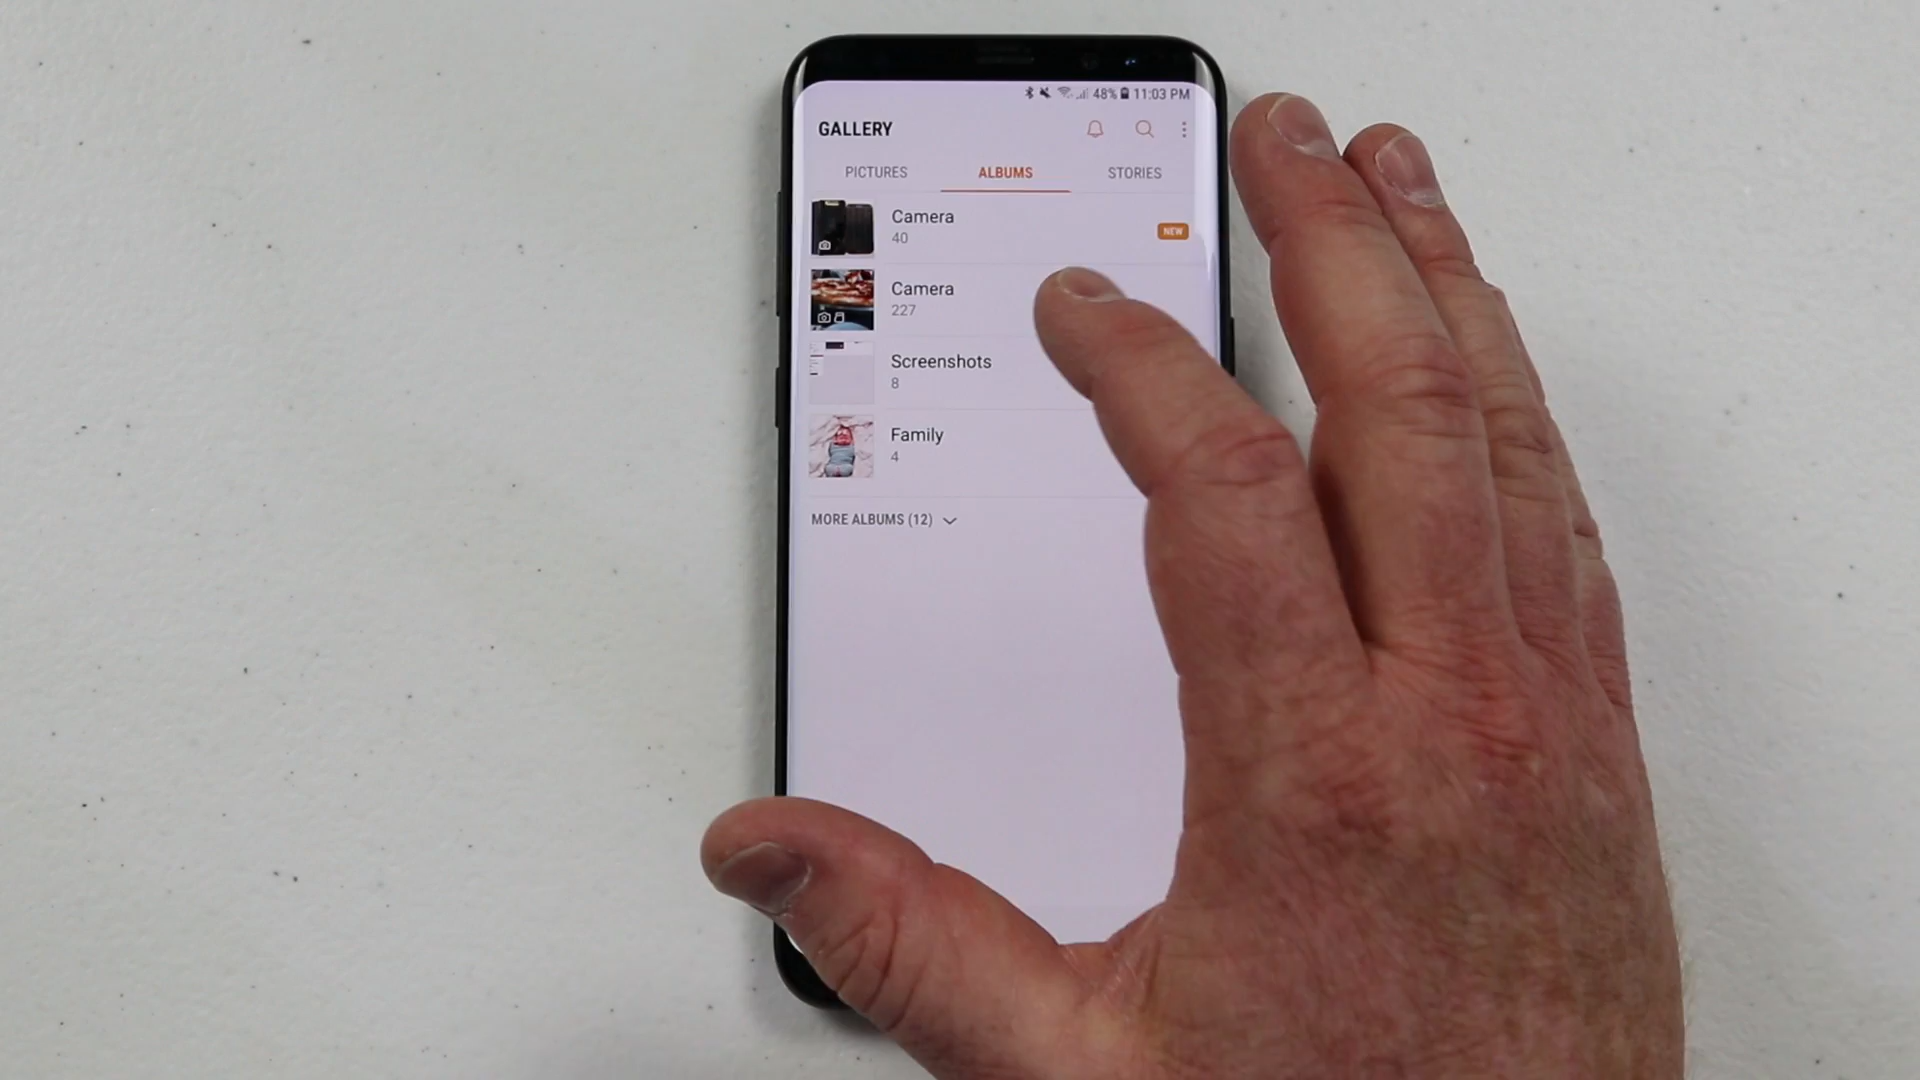 48% 11:03 PM
GALLERY
PICTURES ALBUMS STORIES
Camera
40
NEW
Camera
227
Screenshots
8
Family
4
MORE ALBUMS (12)